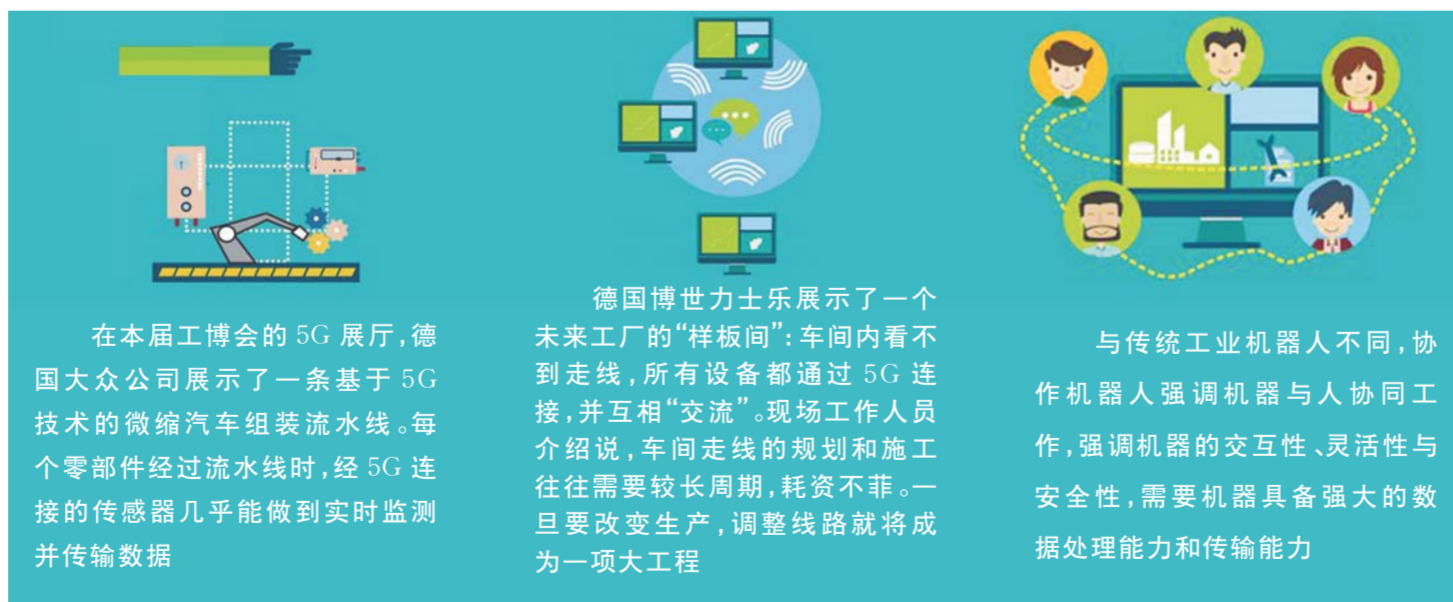 在本届工博会的 5G 展厅,德
国大众公司展示了一条基于 5G
技术的微缩汽车组装流水线。每
个零部件经过流水线时,经 5G 连
接的传感器几乎能做到实时监测
并传输数据
德国博世力士乐展示了一个
未来工厂的“样板间”:车间内看不
到走线,所有设备都通过 5G 连
接,并互相“交流”。现场工作人员
介绍说,车间走线的规划和施工
往往需要较长周期,耗资不菲。一
旦要改变生产,调整线路就将成
为一项大工程
与传统工业机器人不同,协
作机器人强调机器与人协同工
作,强调机器的交互性、灵活性与
安全性,需要机器具备强大的数
据处理能力和传输能力